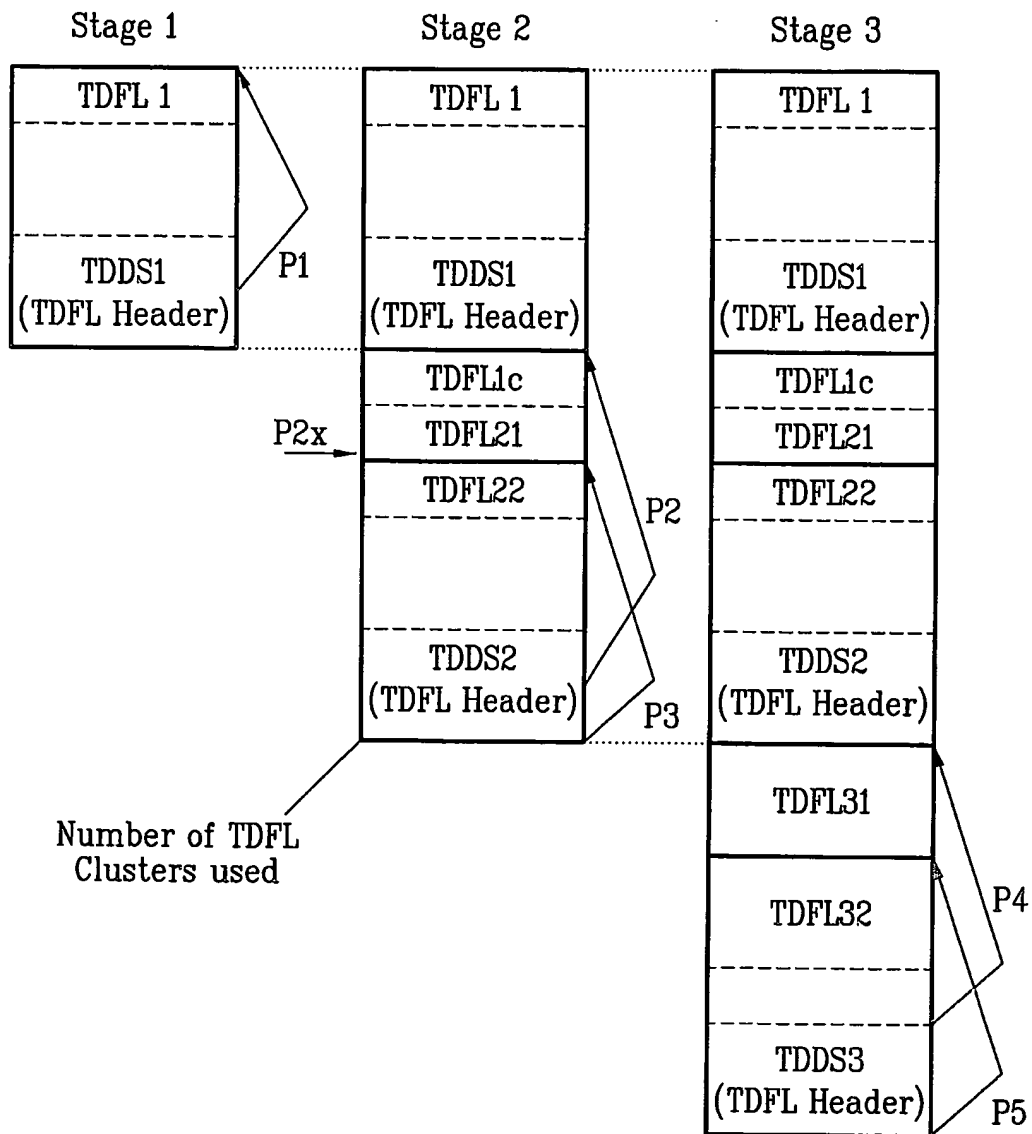 Stage 1
TDFL 1
TDDS1
(TDFL Header)
P1
Stage 2
TDFL 1
TDDS1
(TDFL Header)
TDFL1c
TDFL21
P2x
TDFL22
TDDS2
(TDFL Header)
P2
P3
Number of TDFL
Clusters used
Stage 3
TDFL 1
TDDS1
(TDFL Header)
TDFL1c
TDFL21
TDFL22
TDDS2
(TDFL Header)
TDFL31
TDFL32
TDDS3
(TDFL Header)
P4
P5